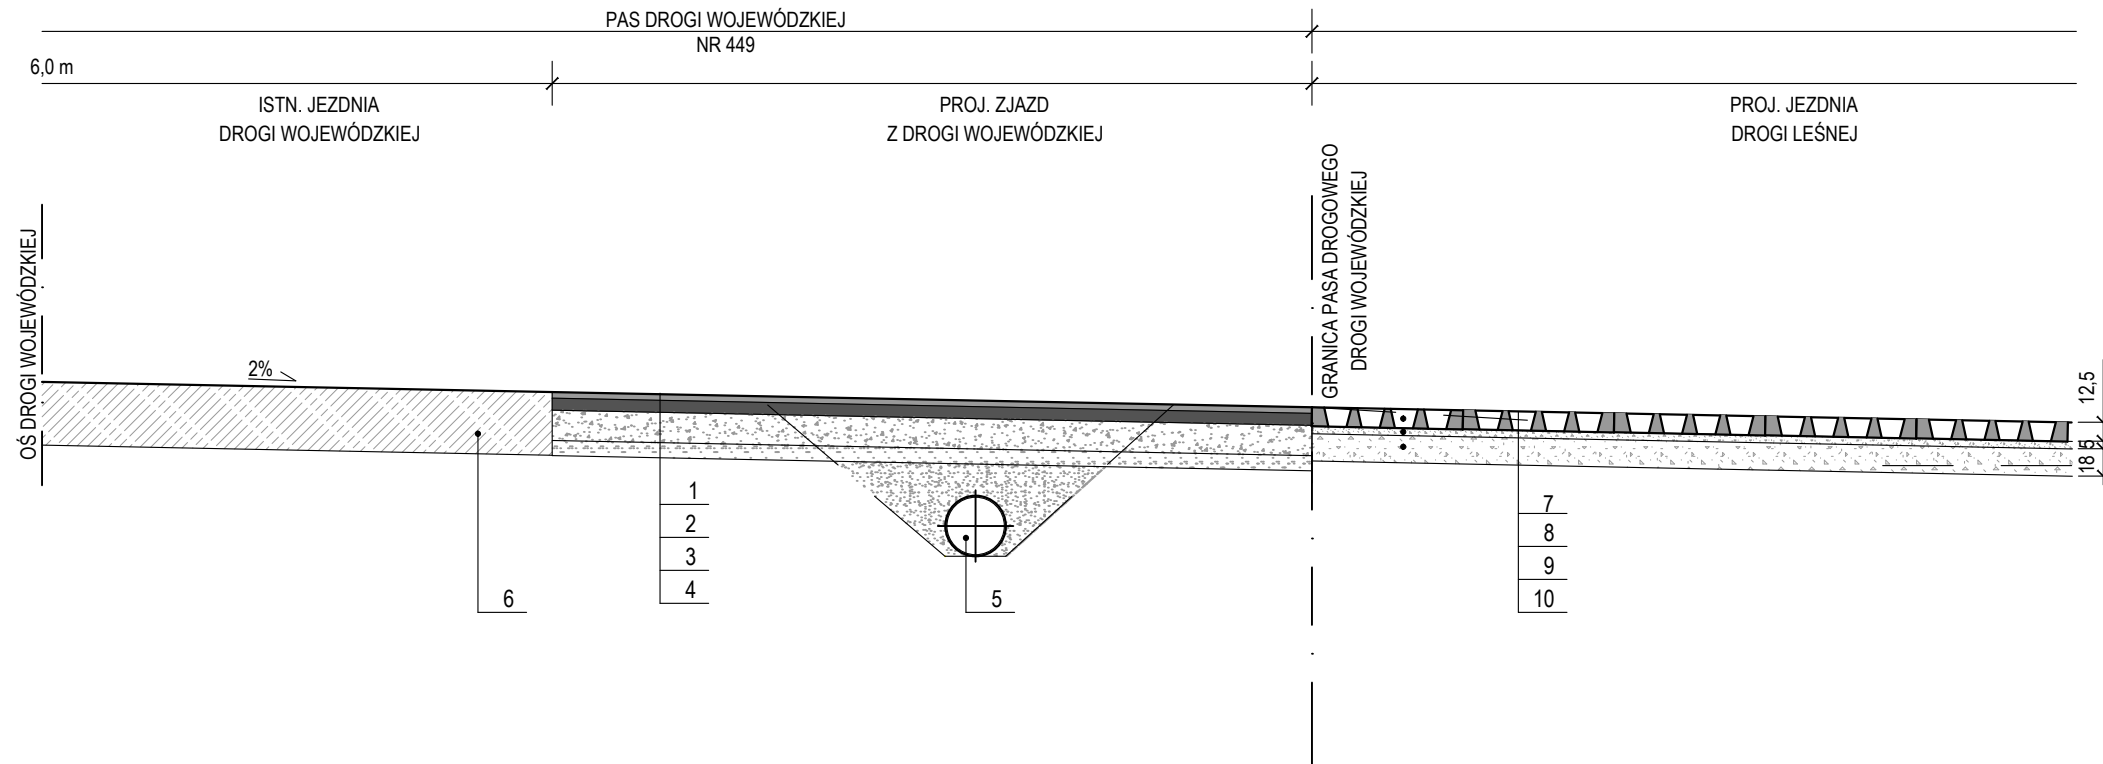 PAS DROGI WOJEWÓDZKIEJ
NR 449
6,0 m
ISTN. JEZDNIA
DROGI WOJEWÓDZKIEJ
PROJ. ZJAZD
Z DROGI WOJEWÓDZKIEJ
PROJ. JEZDNIA
DROGI LEŚNEJ
OŚ DROGI WOJEWÓDZKIEJ
GRANICA PASA DROGOWEGO
DROGI WOJEWÓDZKIEJ
2%
12,5
5
18
1
2
3
4
5
6
7
8
9
10